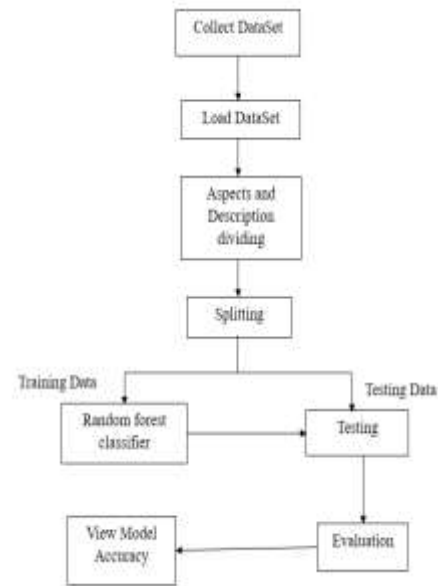 Collect DataSet
Load DataSet
Aspects and
Description
dividing
Splitting
Training Data
Testing Data
Random forest
classifier
Testing
View Model
Accuracy
Evaluation